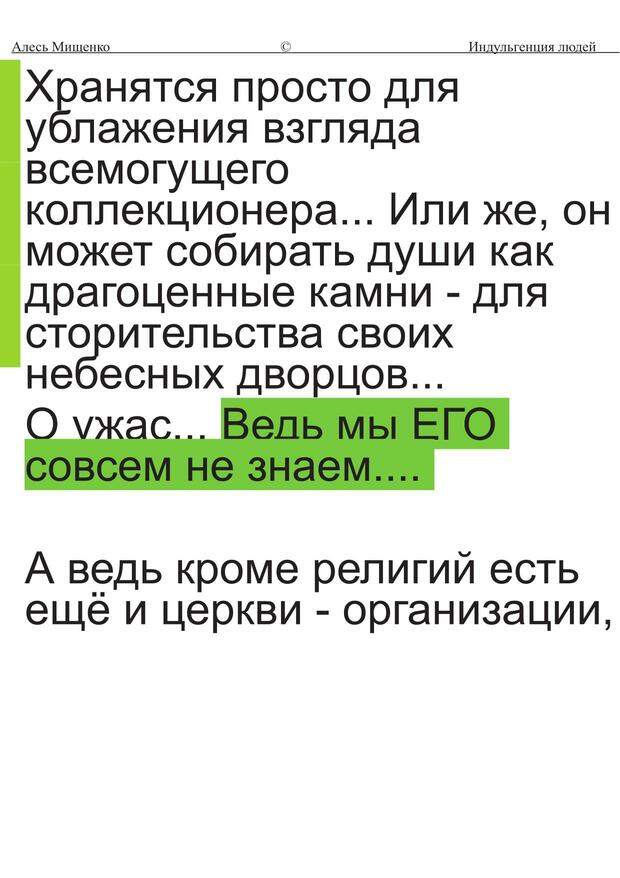 Алесь Мищенко © Индульгенция людей
Хранятся просто для
ублажения взгляда
всемогущего
коллекционера... Или же, он
может собирать души как
драгоценные камни - для
сторительства своих
небесных дворцов...
О ужас... Ведь мы ЕГО
совсем не знаем....
А ведь кроме религий есть
ещё и церкви - организации,